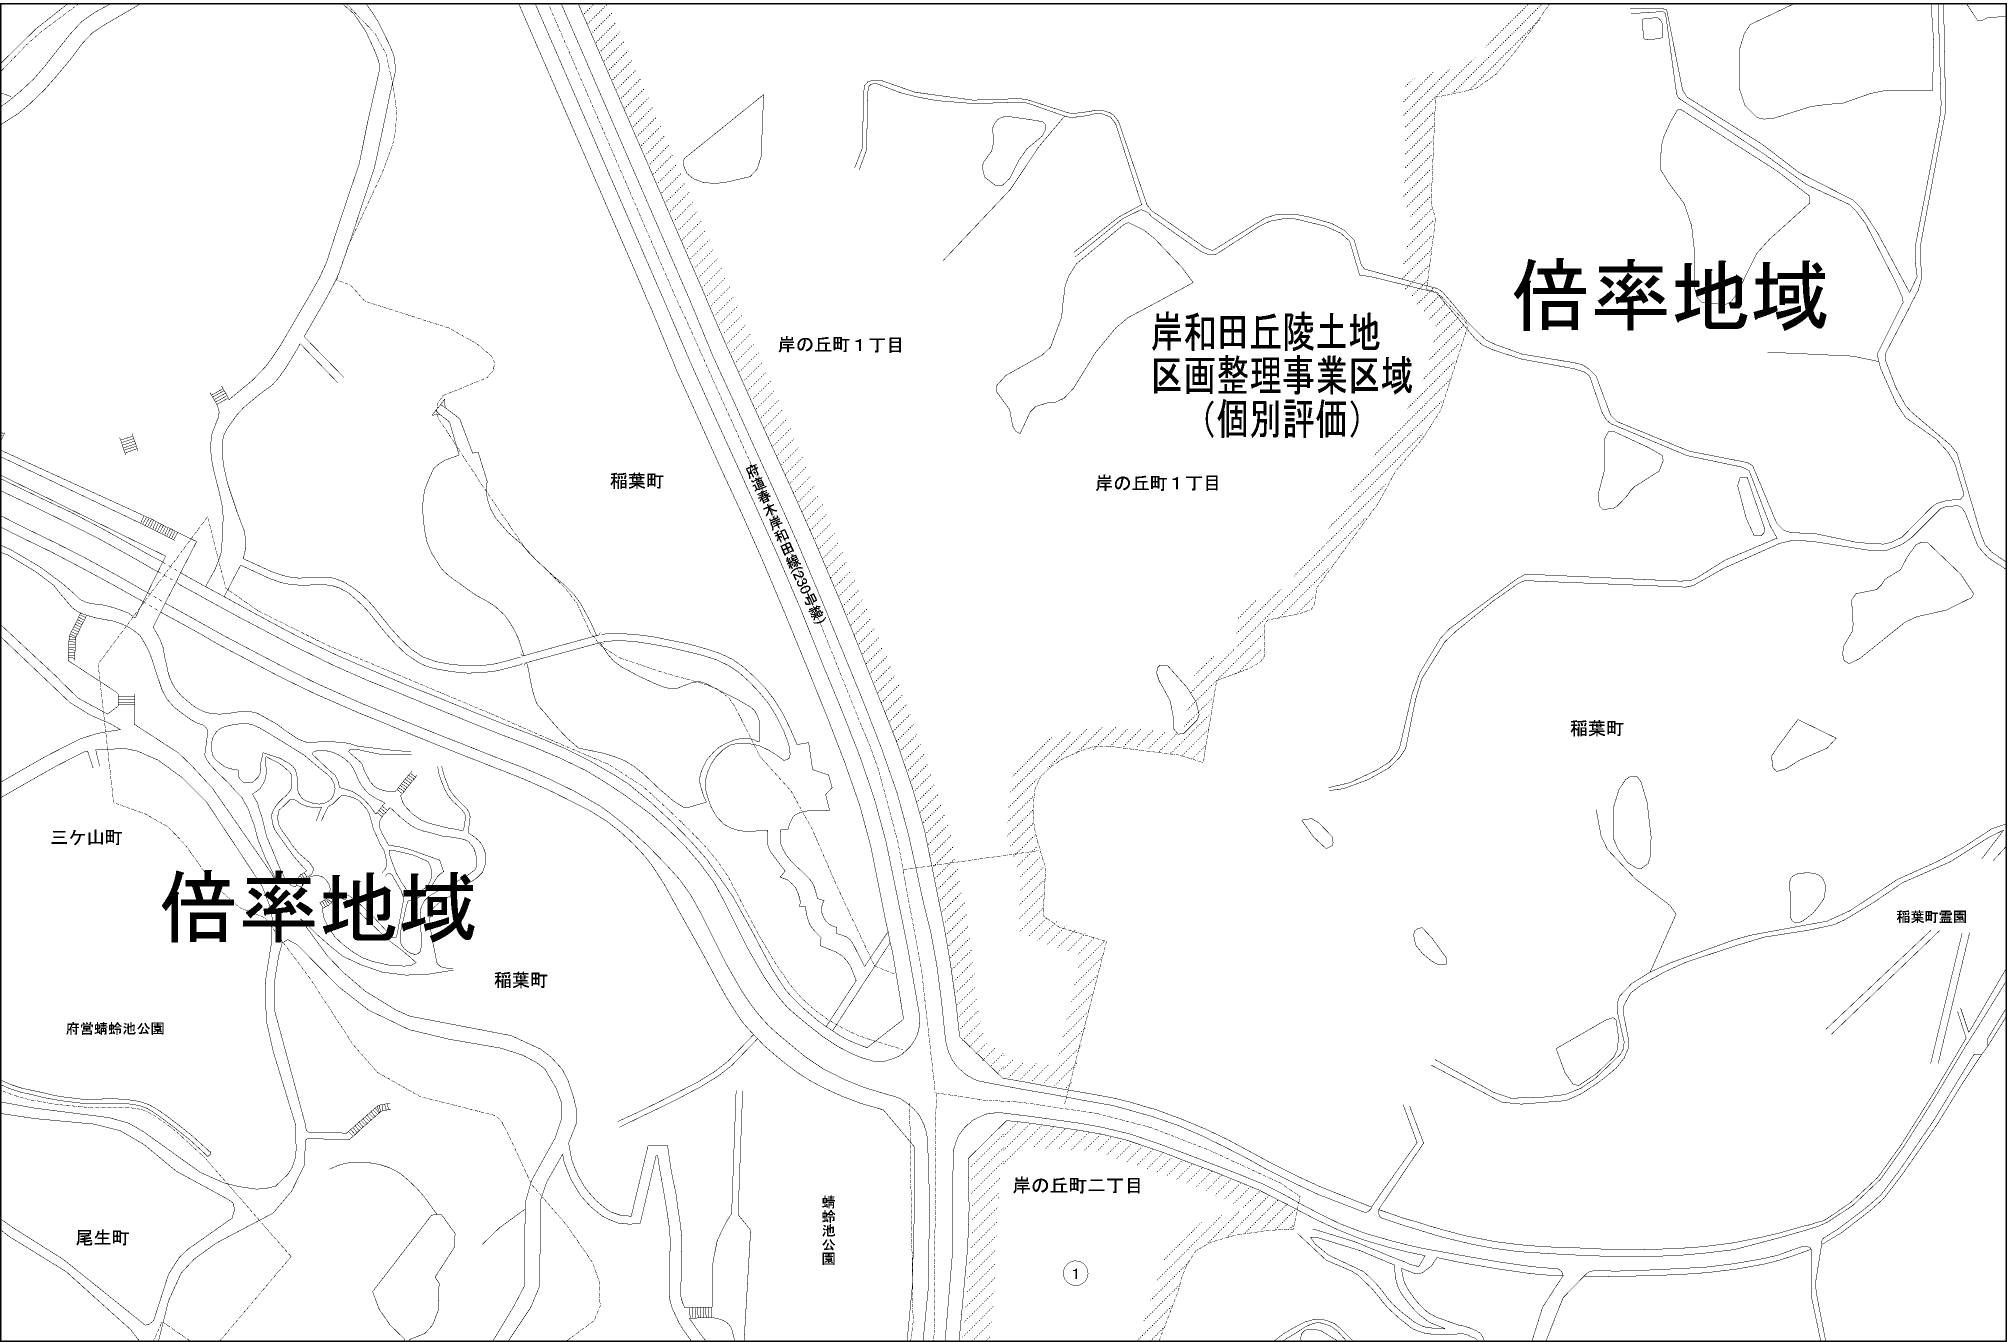 倍率地域
岸和田丘陵土地
区画整理事業区域
（個別評価）
岸の丘町１丁目
稲葉町
岸の丘町１丁目
府道春木岸和田線(230号線)
稲葉町
三ケ山町
倍率地域
稲葉町霊園
稲葉町
府営蜻蛉池公園
岸の丘町二丁目
蜻蛉池公園
尾生町
1